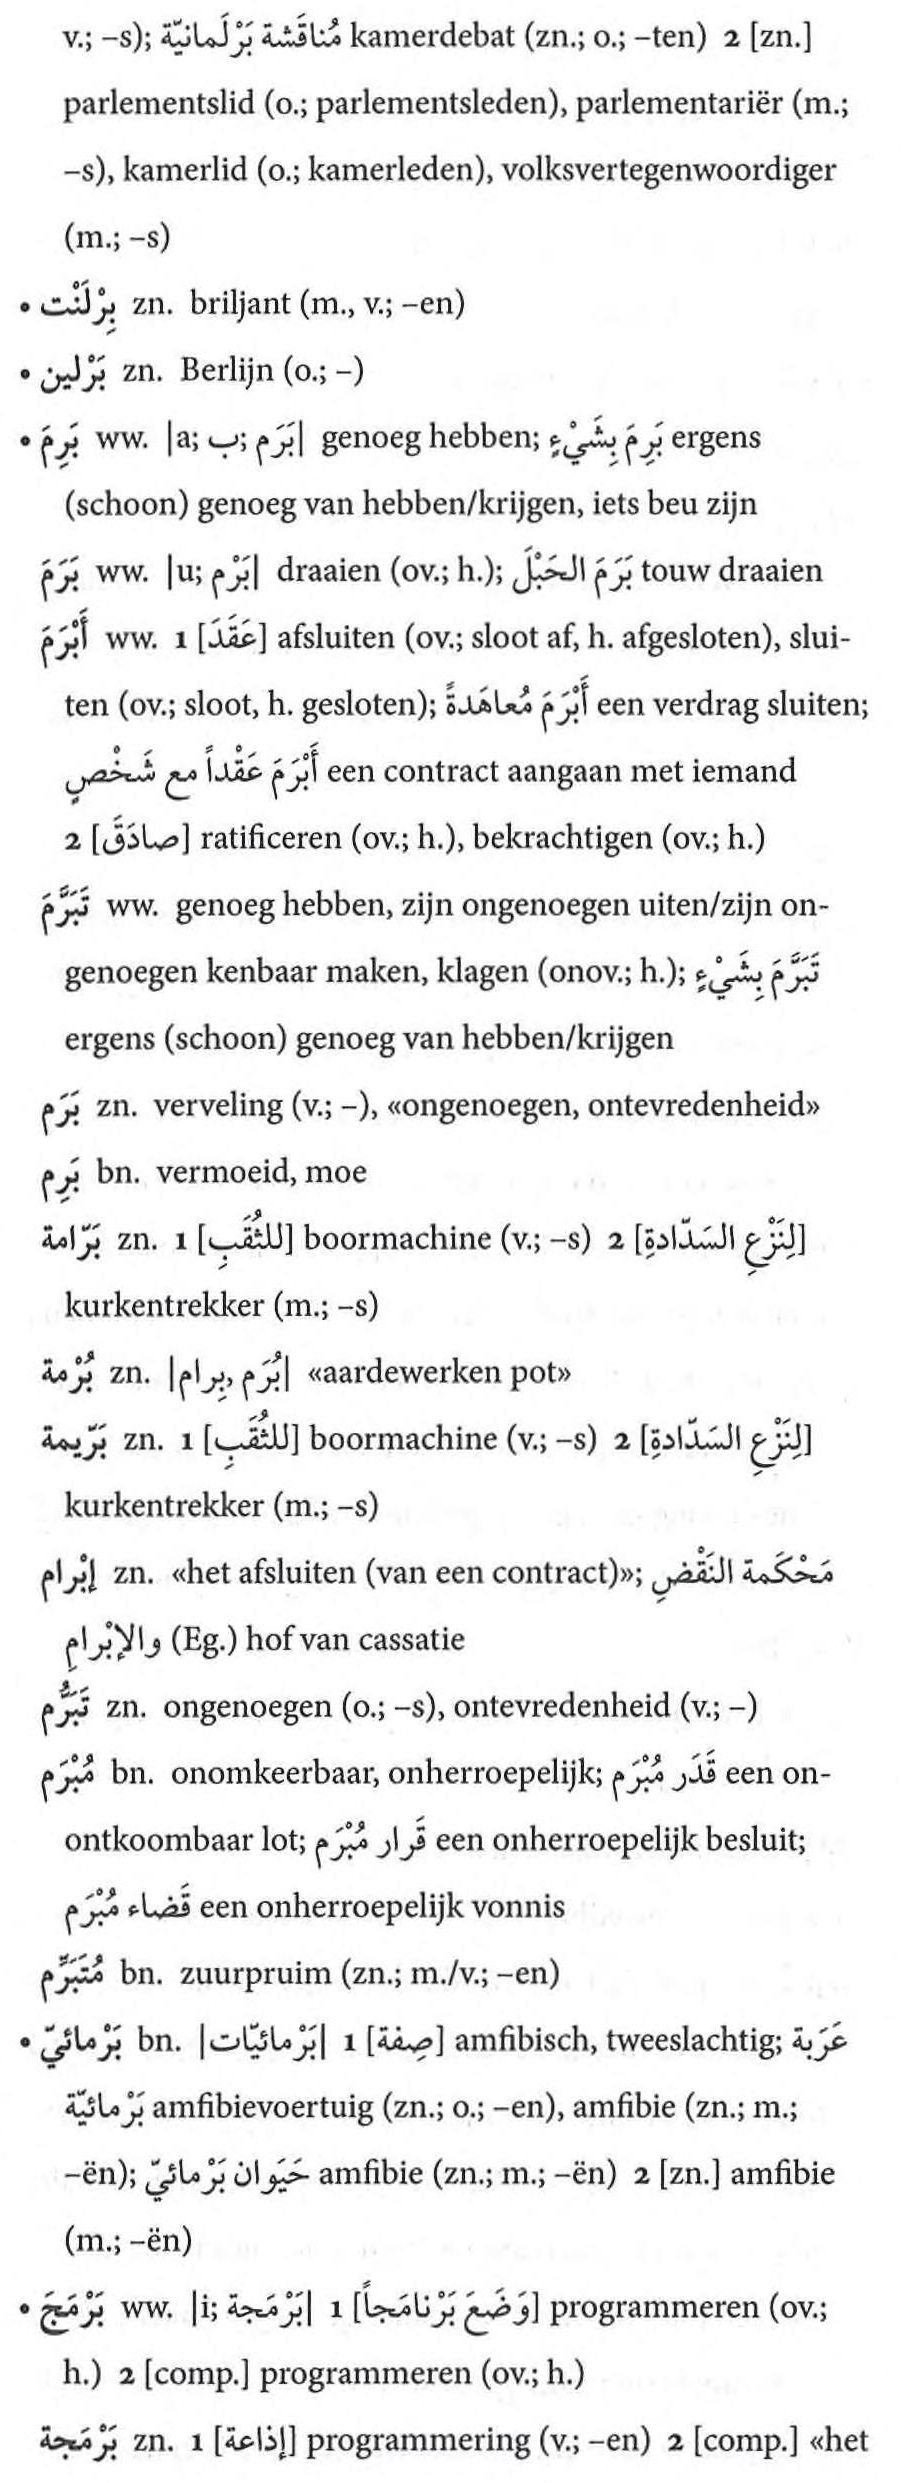 v.; –s); مُناقَشة بَرْلَمانيّة kamerdebat (zn.; o.; –ten) 2 [zn.]
parlementslid (o.; parlementsleden), parlementariër (m.;
–s), kamerlid (o.; kamerleden), volksvertegenwoordiger
(m.; –s)
• بِرْلَنْت zn. briljant (m., v.; –en)
• بَرْلين zn. Berlijn (o.; –)
• بَرِمَ ww. |a; ب; بَرَم| genoeg hebben; بَرِمَ بِشَيْءٍ ergens
(schoon) genoeg van hebben/krijgen, iets beu zijn
بَرَمَ ww. |u; بَرْم| draaien (ov.; h.); بَرَمَ الحَبْلَ touw draaien
أَبْرَمَ ww. 1 [عَقَدَ] afsluiten (ov.; sloot af, h. afgesloten), slui-
ten (ov.; sloot, h. gesloten); أَبْرَمَ مُعاهَدةً een verdrag sluiten;
أَبْرَمَ عَقْداً مع شَخْصٍ een contract aangaan met iemand
2 [صادَقَ] ratificeren (ov.; h.), bekrachtigen (ov.; h.)
تَبَرَّمَ ww. genoeg hebben, zijn ongenoegen uiten/zijn on-
genoegen kenbaar maken, klagen (onov.; h.); تَبَرَّمَ بِشَيْءٍ
ergens (schoon) genoeg van hebben/krijgen
بَرَم zn. verveling (v.; –), «ongenoegen, ontevredenheid»
بَرِم bn. vermoeid, moe
بَرّامة zn. 1 [للثُقَبِ] boormachine (v.; –s) 2 [لِنَزْعِ السَدّادةِ]
kurkentrekker (m.; –s)
بُرْمة zn. |بُرَم, بِرام| «aardewerken pot»
بَرّيمة zn. 1 [للثُقَبِ] boormachine (v.; –s) 2 [لِنَزْعِ السَدّادةِ]
kurkentrekker (m.; –s)
إبْرام zn. «het afsluiten (van een contract)»; مَحْكَمة النَقْضِ
والإبْرامِ (Eg.) hof van cassatie
تَبَرُّم zn. ongenoegen (o.; –s), ontevredenheid (v.; –)
مُبْرَم bn. onomkeerbaar, onherroepelijk; قَدَر مُبْرَم een on-
ontkoombaar lot; قَرار مُبْرَم een onherroepelijk besluit;
قَضاء مُبْرَم een onherroepelijk vonnis
مُتَبَرِّم bn. zuurpruim (zn.; m./v.; –en)
• بَرْمائيّ bn. |بَرْمائيّات| 1 [صِفة] amfibisch, tweeslachtig; عَرَبة
بَرْمائيّة amfibievoertuig (zn.; o.; –en), amfibie (zn.; m.;
–ën); حَيَوان بَرْمائيّ amfibie (zn.; m.; –ën) 2 [zn.] amfibie
(m.; –ën)
• بَرْمَجَ ww. |i; بَرْمَجة| 1 [وَضَعَ بَرْنامَجاً] programmeren (ov.;
h.) 2 [comp.] programmeren (ov.; h.)
بَرْمَجة zn. 1 [إذاعة] programmering (v.; –en) 2 [comp.] «het